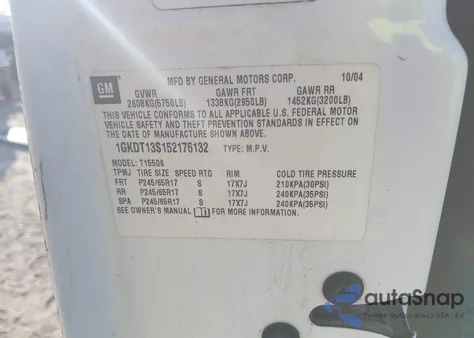 GM
MFD BY GENERAL MOTORS CORP. 10/04
GVWR GAWR FRT GAWR RR
2608KG(5750LB) 1338KG(2950LB) 1452KG(3200LB)
THIS VEHICLE CONFORMS TO ALL APPLICABLE U.S. FEDERAL MOTOR
VEHICLE SAFETY AND THEFT PREVENTION STANDARDS IN EFFECT ON
THE DATE OF MANUFACTURE SHOWN ABOVE.
1GKDT13S152176132 TYPE: M.P.V.
MODEL: T15506
TPMJ TIRE SIZE SPEED RTG RIM COLD TIRE PRESSURE
FRT P245/65R17 S 17X7J 210KPA(30PSI)
RR P245/65R17 S 17X7J 240KPA(35PSI)
SPA P245/65R17 S 17X7J 240KPA(35PSI)
SEE OWNER'S MANUAL FOR MORE INFORMATION
autaSnap